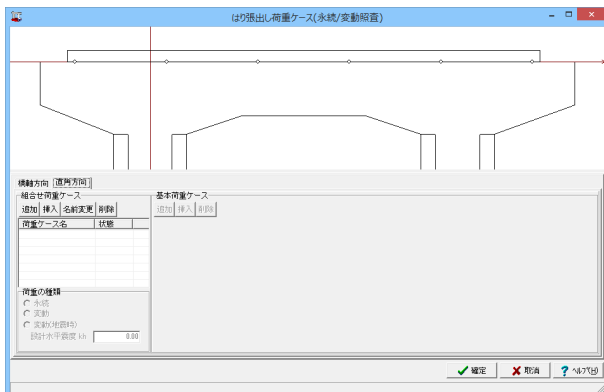 はり張出し荷重ケース(永続/変動照査)
橋軸方向 直角方向
組合せ荷重ケース
追加 挿入 名前変更 削除
荷重ケース名 状態
荷重の種類
永続
変動
変動(地震時)
設計水平震度 kh 0.00
基本荷重ケース
追加 挿入 削除
確定 取消 ヘルプ(H)